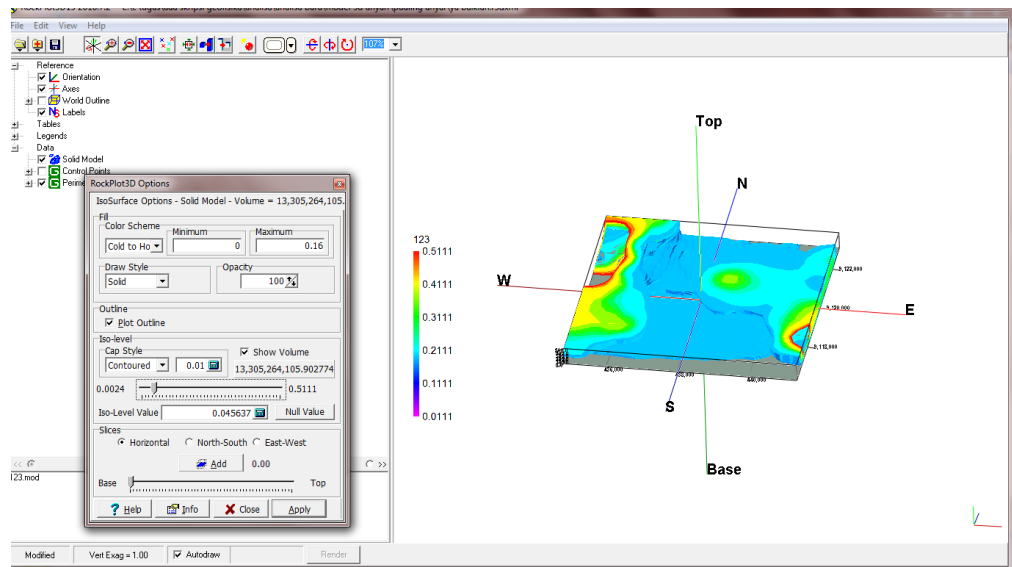 File Edit View Help
107%
Reference
Orientation
Axes
World Outline
Labels
Tables
Legends
Data
Solid Model
Control Points
RockPlot3D Options
IsoSurface Options - Solid Model - Volume = 13,305,264,105.
Fill
Color Scheme Minimum Maximum
Cold to Ho 0 0.16
Draw Style Opacity
Solid 100
Outline
Plot Outline
Iso-level
Cap Style Show Volume
Contoured 0.01 13,305,264,105.902774
0.0024 0.5111
Iso-Level Value 0.045637 Null Value
Slices
Horizontal North-South East-West
Add 0.00
Base Top
Help Info Close Apply
<< >>
123.mod
Modified Vert Exag = 1.00 Autodraw Render
123
0.5111
0.4111
0.3111
0.2111
0.1111
0.0111
Top
N
W
E
S
Base